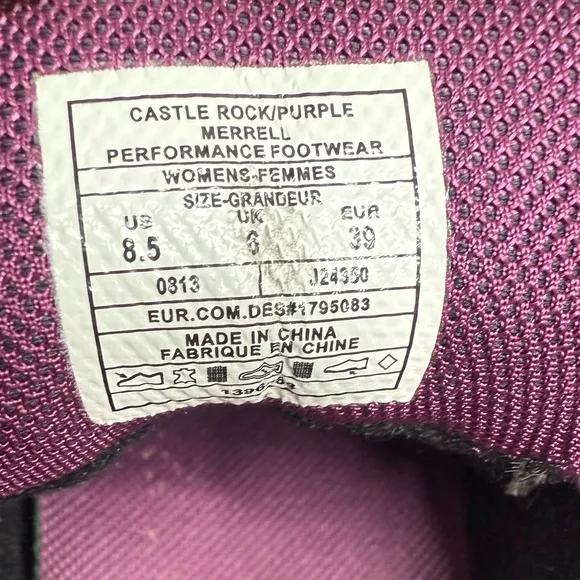 CASTLE ROCK/PURPLE
MERRELL
PERFORMANCE FOOTWEAR
WOMENS-FEMMES
SIZE-GRANDEUR
US UK EUR
8.5 6 39
0813 J24350
EUR.COM.DES#1795083
MADE IN CHINA
FABRIQUE EN CHINE